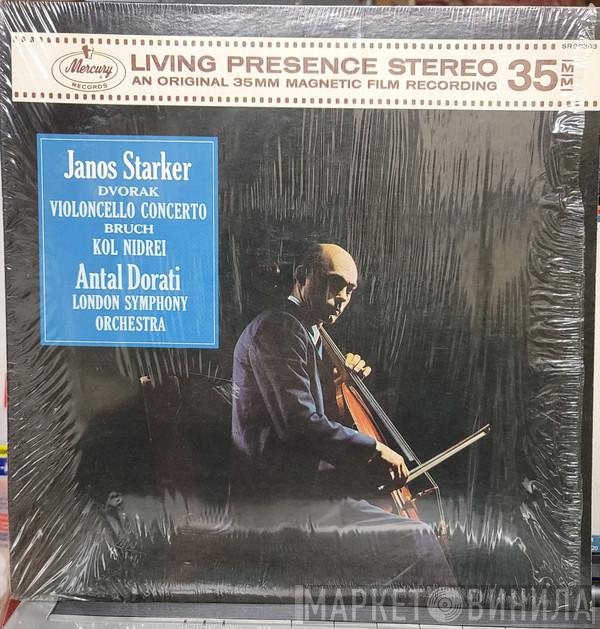 SR90303
Mercury
RECORDS
LIVING PRESENCE STEREO
AN ORIGINAL 35MM MAGNETIC FILM RECORDING
35
MM
Janos Starker
DVORAK
VIOLONCELLO CONCERTO
BRUCH
KOL NIDREI
Antal Dorati
LONDON SYMPHONY
ORCHESTRA
МАРКЕТ ВИНИЛА